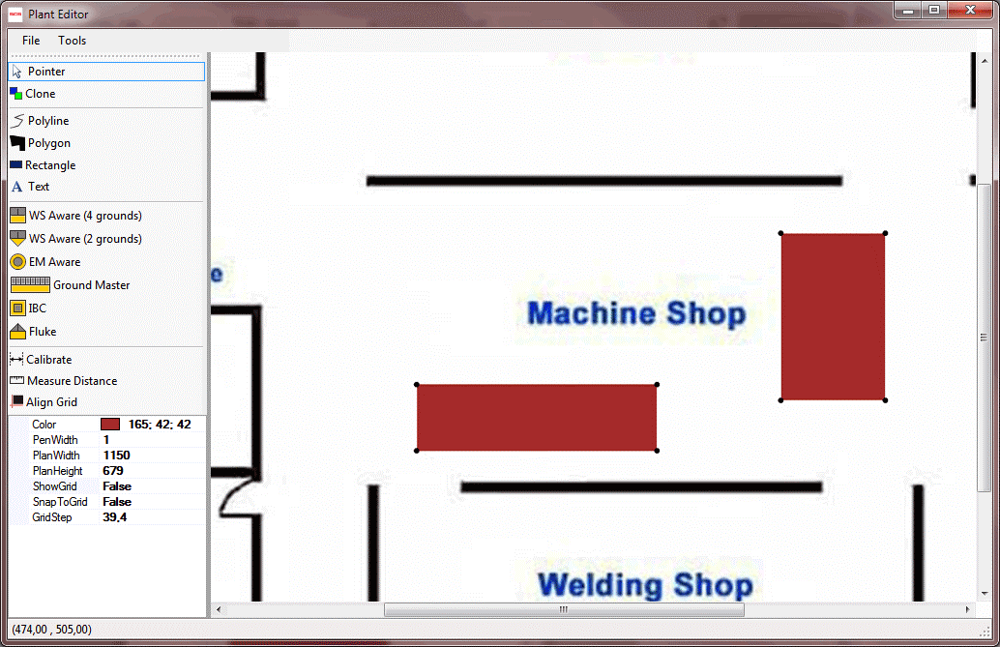 Plant Editor
File Tools
Pointer
Clone
Polyline
Polygon
Rectangle
A Text
WS Aware (4 grounds)
WS Aware (2 grounds)
EM Aware
Ground Master
IBC
Fluke
Calibrate
Measure Distance
Align Grid
Color 165; 42; 42
PenWidth 1
PlanWidth 1150
PlanHeight 679
ShowGrid False
SnapToGrid False
GridStep 39,4
e
Machine Shop
Welding Shop
(474,00 , 505,00)